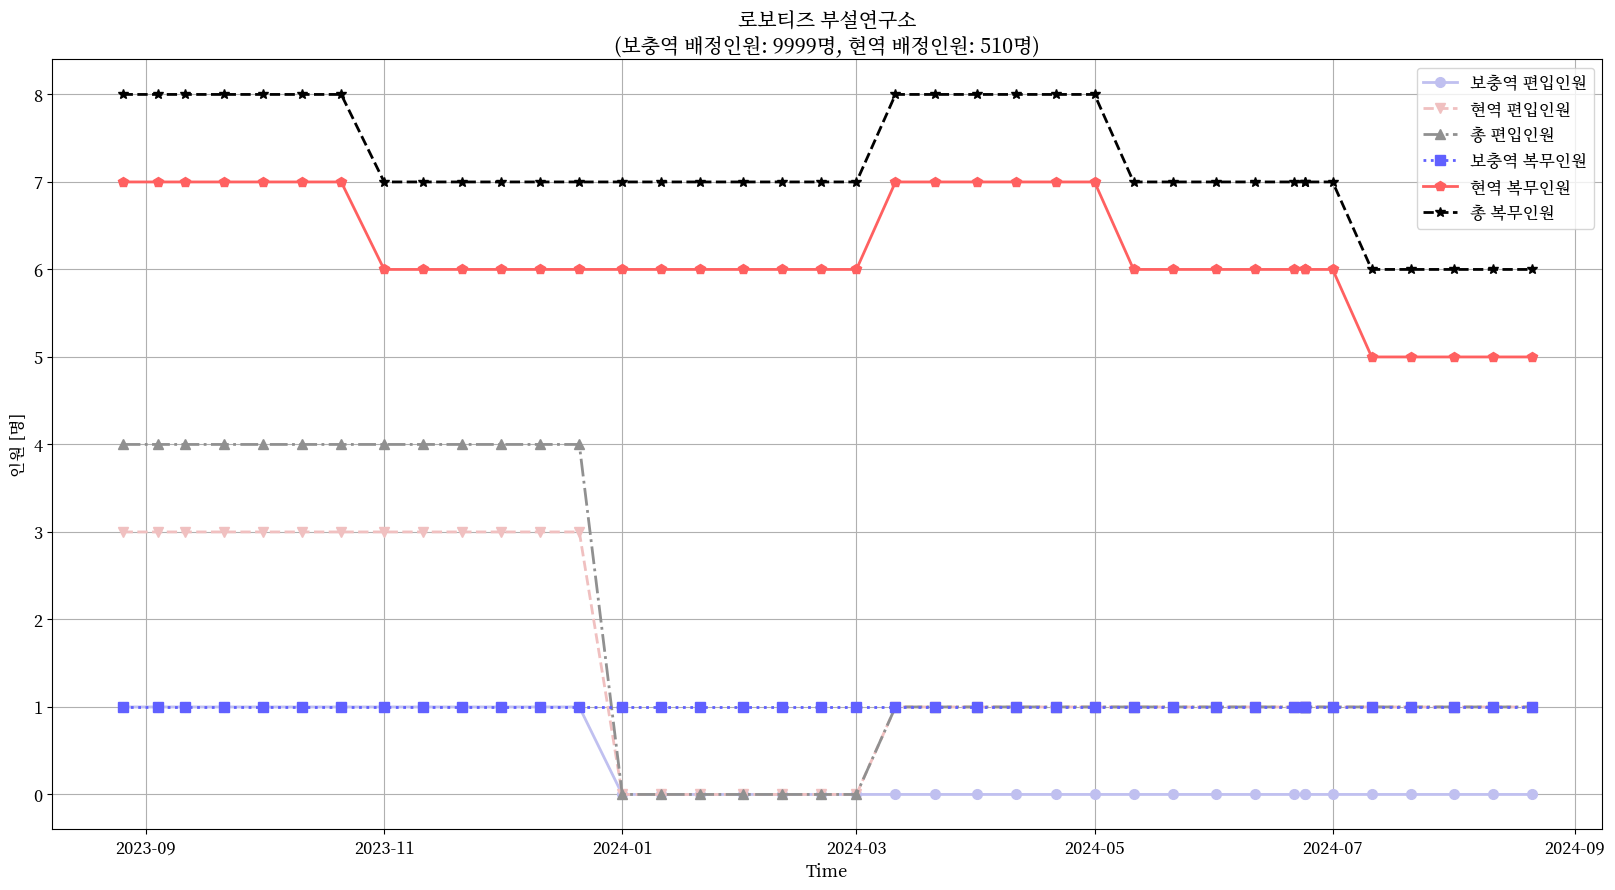 로보티즈 부설연구소
(보충역 배정인원: 9999명, 현역 배정인원: 510명)
보충역 편입인원
현역 편입인원
총 편입인원
보충역 복무인원
현역 복무인원
총 복무인원
8
7
6
5
4
3
2
1
0
인원 [명]
2023-09
2023-11
2024-01
2024-03
2024-05
2024-07
2024-09
Time